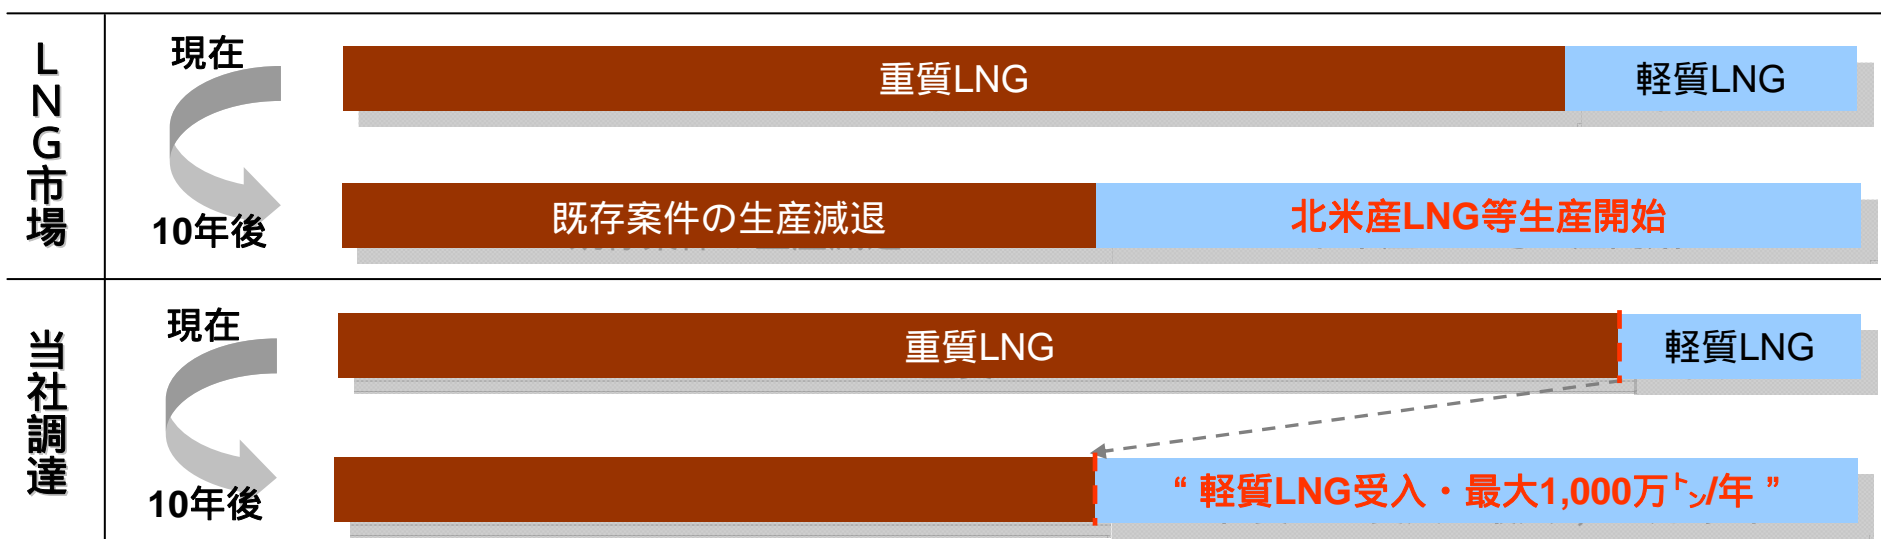 LNG市場
現在
重質LNG
軽質LNG
10年後
既存案件の生産減退
北米産LNG等生産開始
当社調達
現在
重質LNG
軽質LNG
10年後
“ 軽質LNG受入・最大1,000万㌧/年 ”